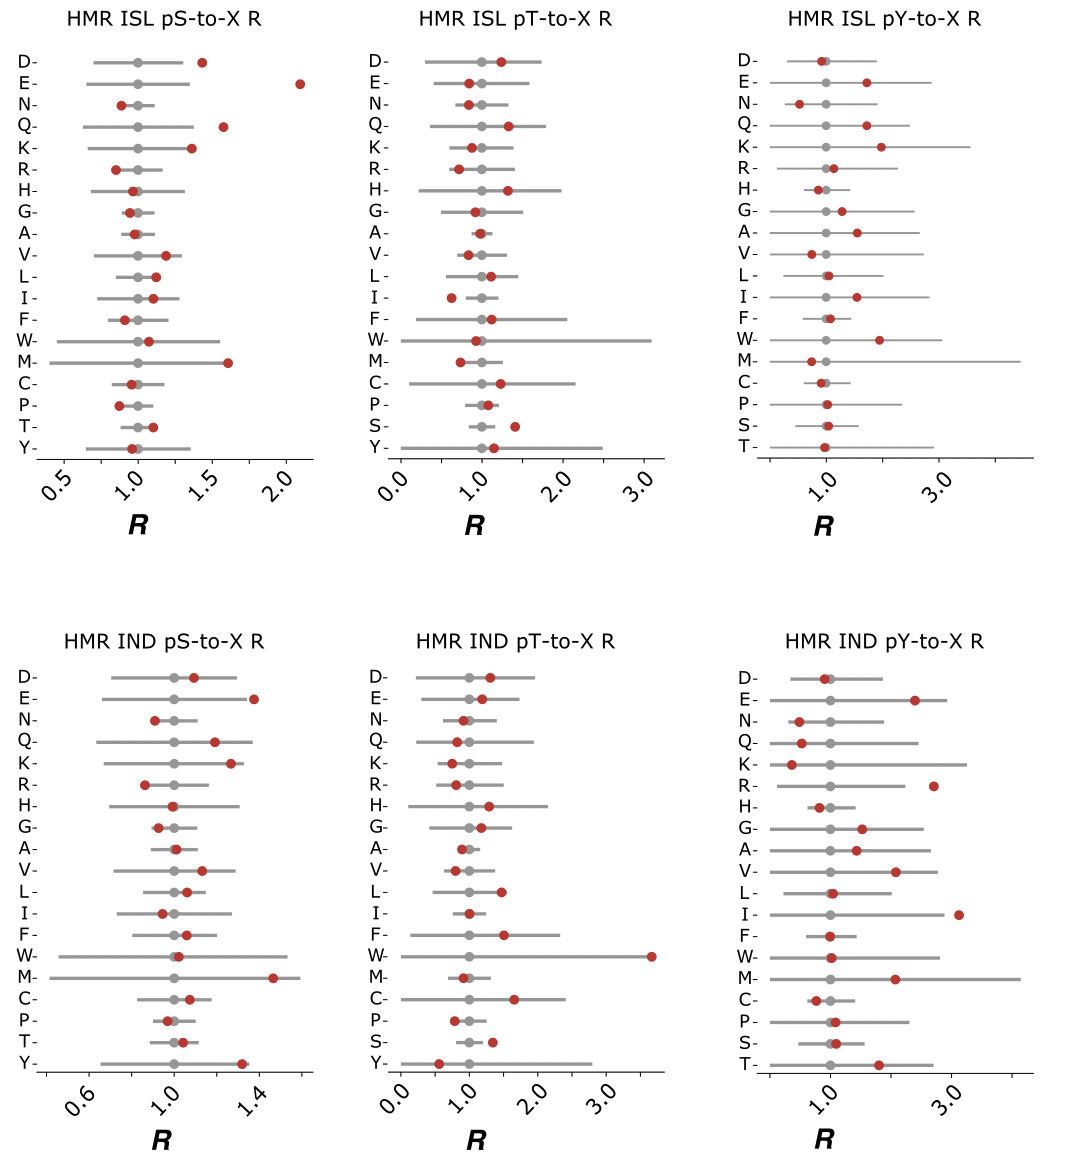 HMR ISL pS-to-X R
D
E
N
Q
K
R
H
G
A
V
L
I
F
W
M
C
P
T
Y
0.5 1.0 1.5 2.0
R
HMR ISL pT-to-X R
D
E
N
Q
K
R
H
G
A
V
L
I
F
W
M
C
P
S
Y
0.0 1.0 2.0 3.0
R
HMR ISL pY-to-X R
D
E
N
Q
K
R
H
G
A
V
L
I
F
W
M
C
P
S
T
1.0 3.0
R
HMR IND pS-to-X R
D
E
N
Q
K
R
H
G
A
V
L
I
F
W
M
C
P
T
Y
0.6 1.0 1.4
R
HMR IND pT-to-X R
D
E
N
Q
K
R
H
G
A
V
L
I
F
W
M
C
P
S
Y
0.0 1.0 2.0 3.0
R
HMR IND pY-to-X R
D
E
N
Q
K
R
H
G
A
V
L
I
F
W
M
C
P
S
T
1.0 3.0
R